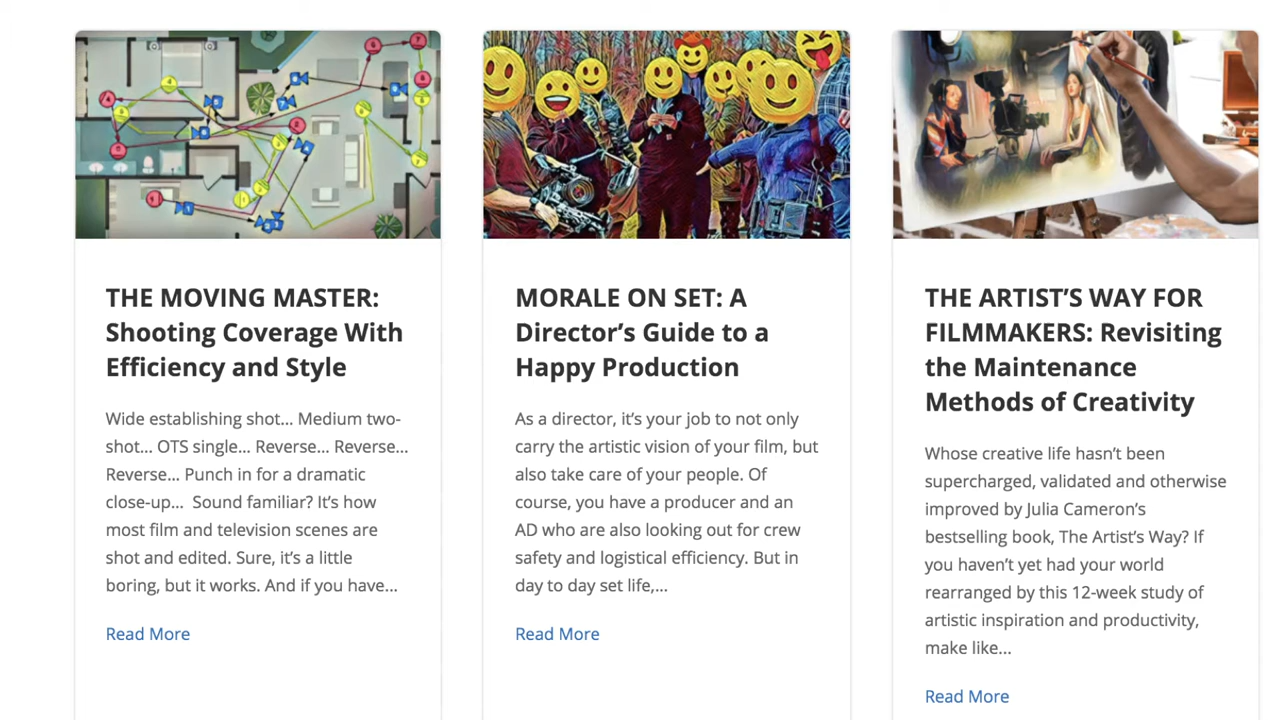 THE MOVING MASTER:
Shooting Coverage With
Efficiency and Style
Wide establishing shot... Medium two-
shot... OTS single... Reverse... Reverse...
Reverse... Punch in for a dramatic
close-up...  Sound familiar? It’s how
most film and television scenes are
shot and edited. Sure, it’s a little
boring, but it works. And if you have...
Read More
MORALE ON SET: A
Director’s Guide to a
Happy Production
As a director, it’s your job to not only
carry the artistic vision of your film, but
also take care of your people. Of
course, you have a producer and an
AD who are also looking out for crew
safety and logistical efficiency. But in
day to day set life,...
Read More
THE ARTIST’S WAY FOR
FILMMAKERS: Revisiting
the Maintenance
Methods of Creativity
Whose creative life hasn’t been
supercharged, validated and otherwise
improved by Julia Cameron’s
bestselling book, The Artist’s Way? If
you haven’t yet had your world
rearranged by this 12-week study of
artistic inspiration and productivity,
make like...
Read More